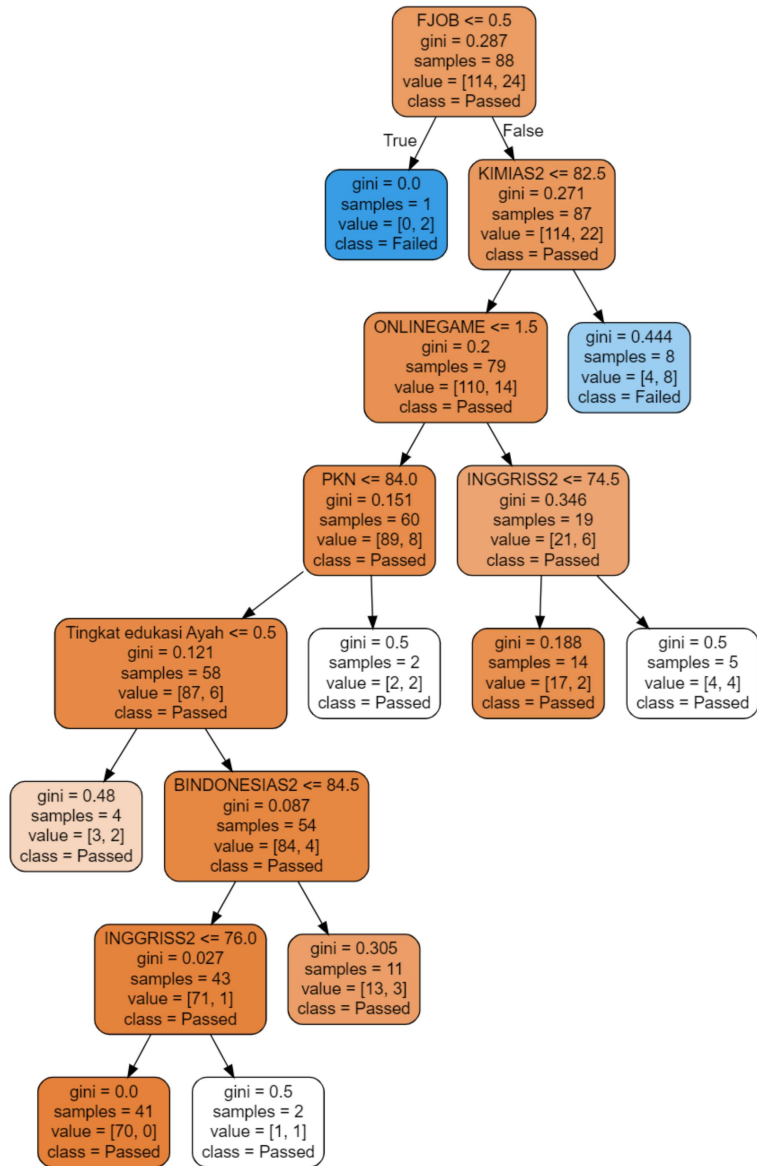 FJOB <= 0.5
gini = 0.287
samples = 88
value = [114, 24]
class = Passed
True
False
gini = 0.0
samples = 1
value = [0, 2]
class = Failed
KIMIAS2 <= 82.5
gini = 0.271
samples = 87
value = [114, 22]
class = Passed
ONLINEGAME <= 1.5
gini = 0.2
samples = 79
value = [110, 14]
class = Passed
gini = 0.444
samples = 8
value = [4, 8]
class = Failed
PKN <= 84.0
gini = 0.151
samples = 60
value = [89, 8]
class = Passed
INGGRISS2 <= 74.5
gini = 0.346
samples = 19
value = [21, 6]
class = Passed
Tingkat edukasi Ayah <= 0.5
gini = 0.121
samples = 58
value = [87, 6]
class = Passed
gini = 0.5
samples = 2
value = [2, 2]
class = Passed
gini = 0.188
samples = 14
value = [17, 2]
class = Passed
gini = 0.5
samples = 5
value = [4, 4]
class = Passed
gini = 0.48
samples = 4
value = [3, 2]
class = Passed
BINDONESIAS2 <= 84.5
gini = 0.087
samples = 54
value = [84, 4]
class = Passed
INGGRISS2 <= 76.0
gini = 0.027
samples = 43
value = [71, 1]
class = Passed
gini = 0.305
samples = 11
value = [13, 3]
class = Passed
gini = 0.0
samples = 41
value = [70, 0]
class = Passed
gini = 0.5
samples = 2
value = [1, 1]
class = Passed